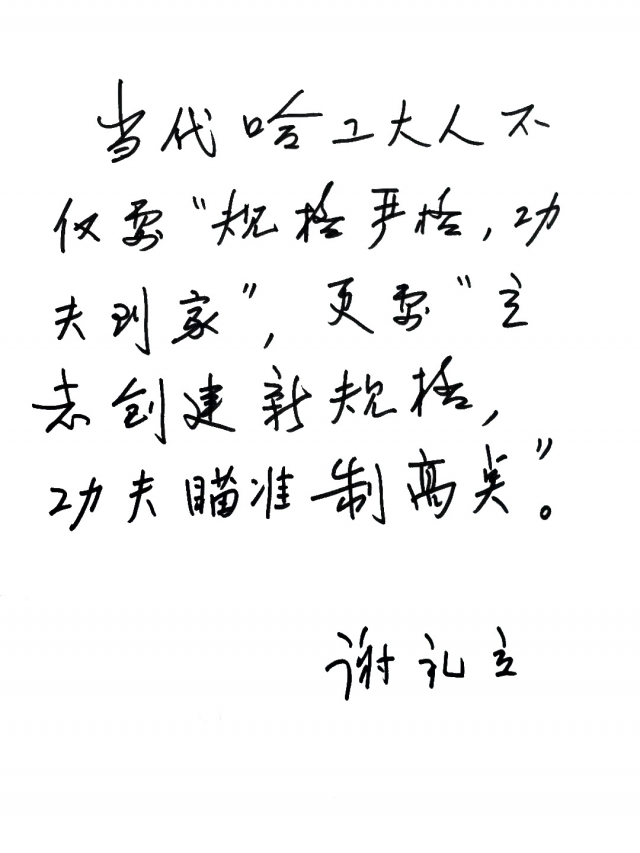 当代哈工大人不
仅要“规格严格，功
夫到家”，更要“立
志创建新规格，
功夫瞄准制高点”。
谢礼立